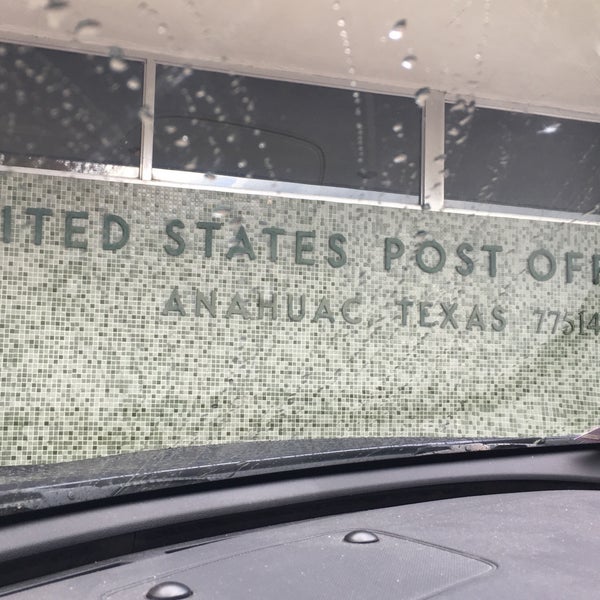 ITED STATES POST OFF
ANAHUAC TEXAS 77514